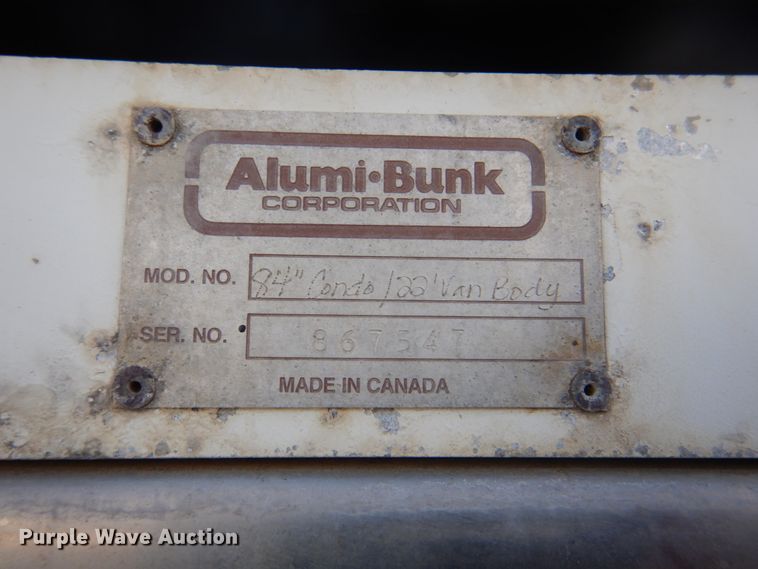 Alumi•Bunk
CORPORATION
MOD. NO. 84" Condo/22' Van Body
SER. NO. 867547
MADE IN CANADA
Purple Wave Auction